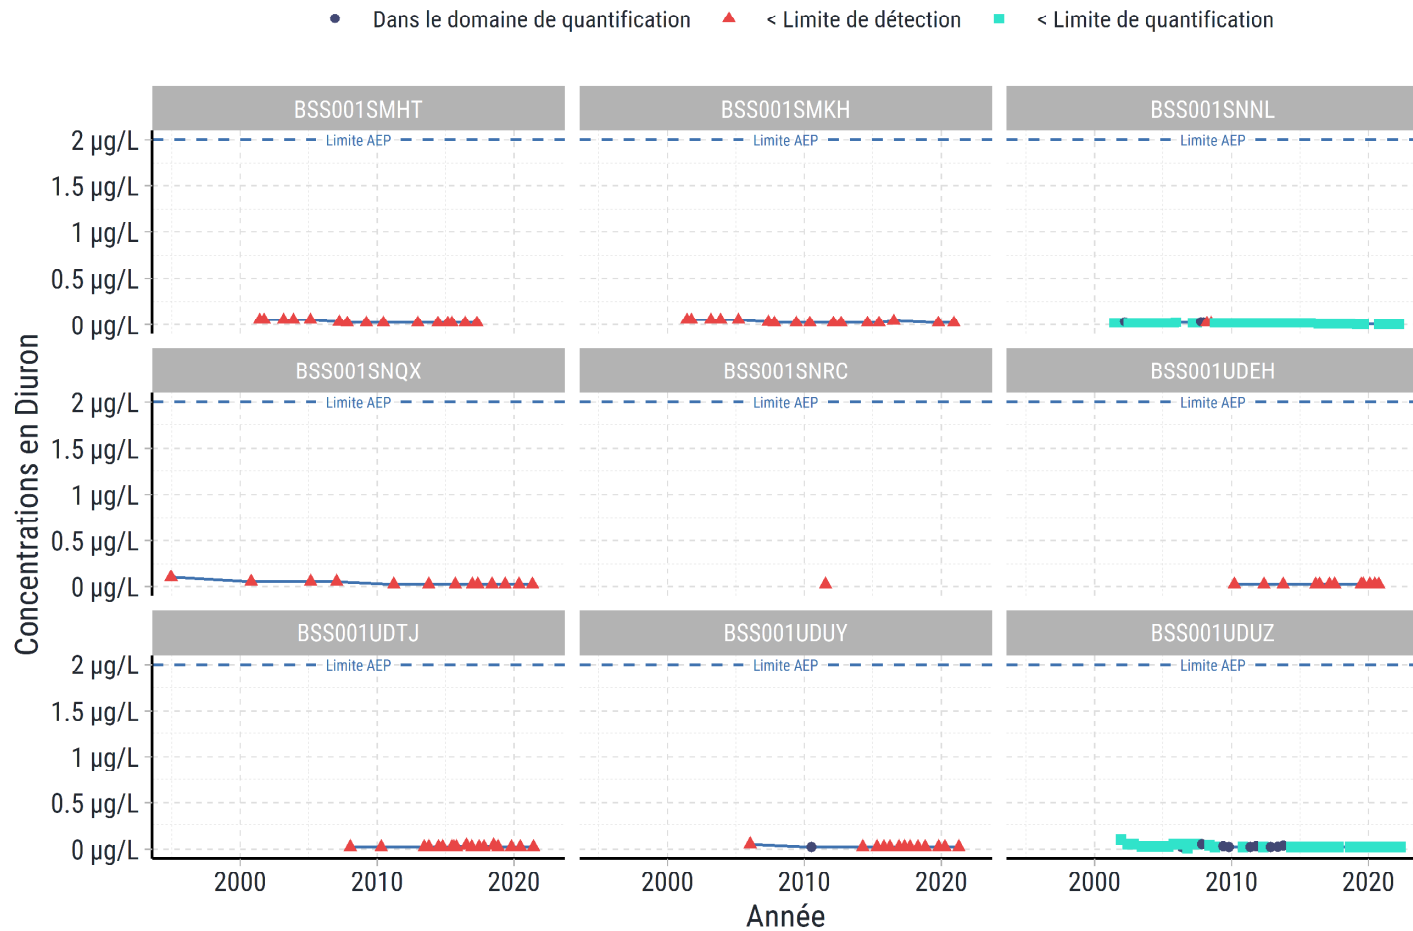 Dans le domaine de quantification < Limite de détection < Limite de quantification
BSS001SMHT BSS001SMKH BSS001SNNL
2 µg/L Limite AEP Limite AEP Limite AEP
1.5 µg/L
1 µg/L
0.5 µg/L
0 µg/L
BSS001SNQX BSS001SNRC BSS001UDEH
2 µg/L Limite AEP Limite AEP Limite AEP
1.5 µg/L
1 µg/L
0.5 µg/L
0 µg/L
BSS001UDTJ BSS001UDUY BSS001UDUZ
2 µg/L Limite AEP Limite AEP Limite AEP
1.5 µg/L
1 µg/L
0.5 µg/L
0 µg/L
2000 2010 2020 2000 2010 2020 2000 2010 2020
Année
Concentrations en Diuron